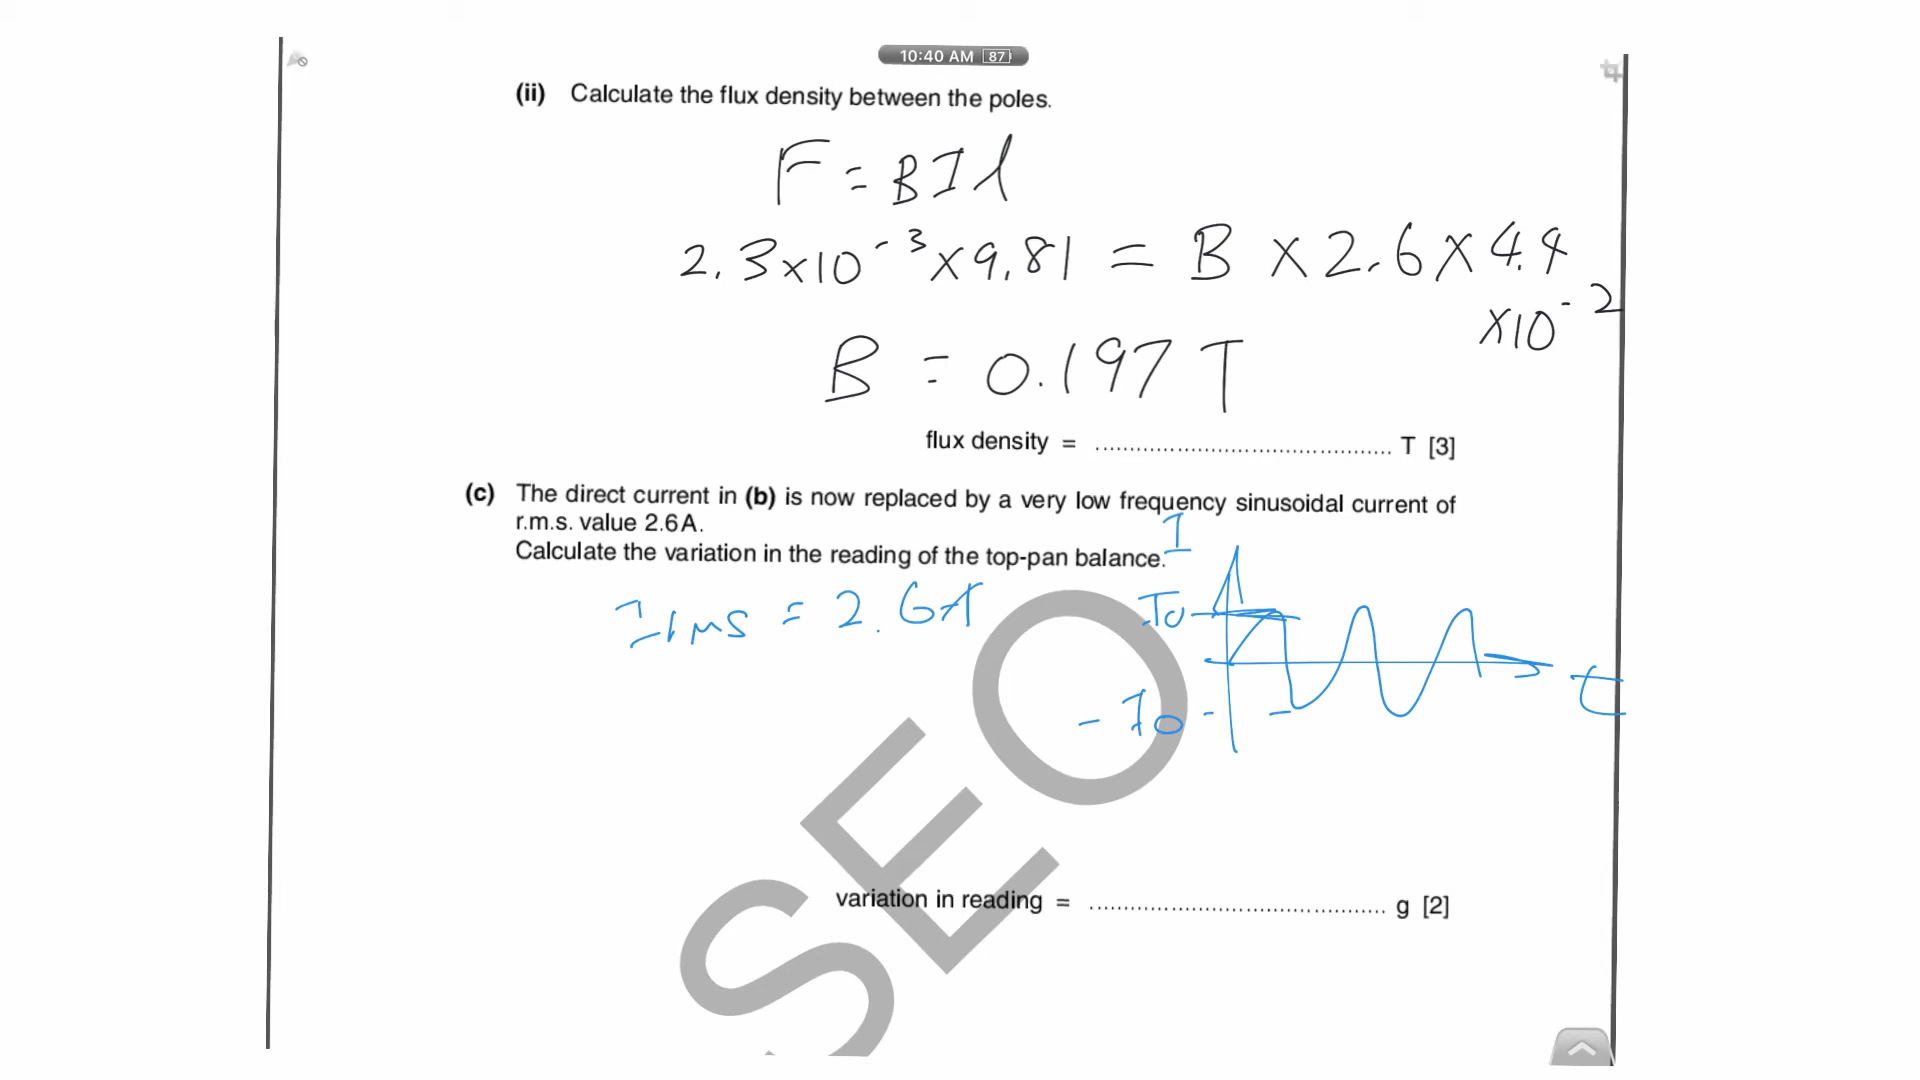 10:40 AM 87
(ii) Calculate the flux density between the poles.
F = BIl
2.3×10⁻³×9.81 = B × 2.6 × 4.4
×10⁻²
B = 0.197 T
flux density = .......................................... T [3]
(c) The direct current in (b) is now replaced by a very low frequency sinusoidal current of
r.m.s. value 2.6A.
Calculate the variation in the reading of the top-pan balance.
I
Irms = 2.6A
I0
t
- I0
variation in reading = .......................................... g [2]
SEO